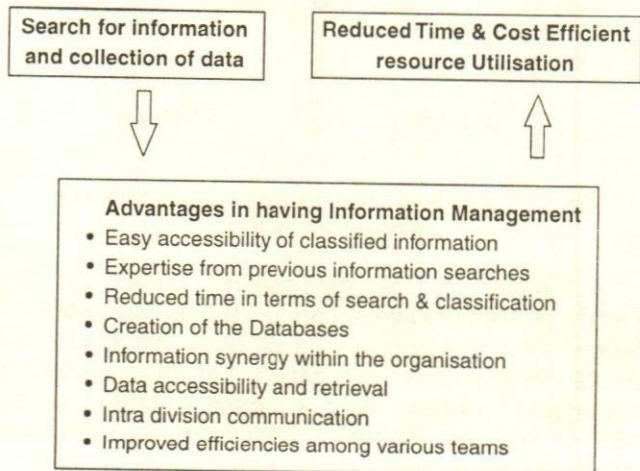 Search for information
and collection of data
Reduced Time & Cost Efficient
resource Utilisation
Advantages in having Information Management
• Easy accessibility of classified information
• Expertise from previous information searches
• Reduced time in terms of search & classification
• Creation of the Databases
• Information synergy within the organisation
• Data accessibility and retrieval
• Intra division communication
• Improved efficiencies among various teams